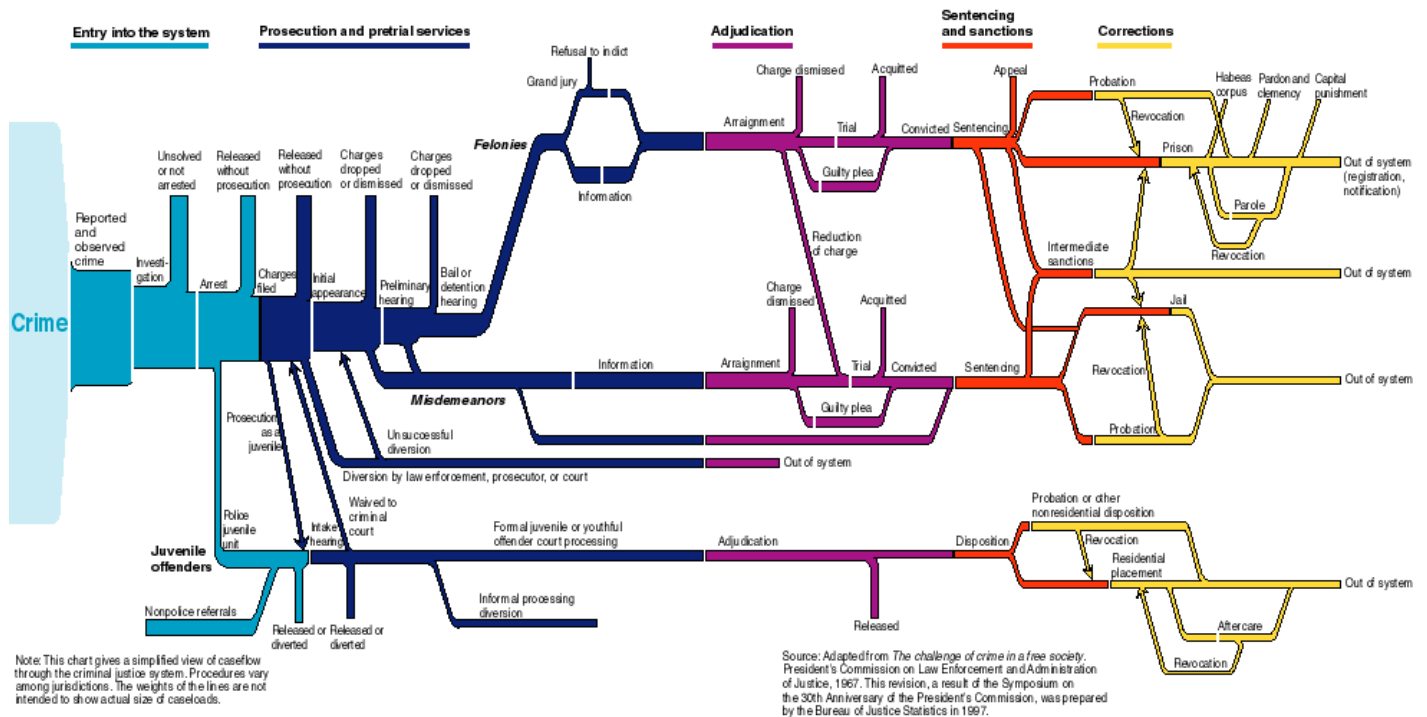 Entry into the system
Prosecution and pretrial services
Adjudication
Sentencing
and sanctions
Corrections
Refusal to indict
Grand jury
Felonies
Information
Charge dismissed
Acquitted
Arraignment
Trial
Convicted
Sentencing
Guilty plea
Appeal
Probation
Revocation
Prison
Habeas
corpus
Pardon and
clemency
Capital
punishment
Out of system
(registration,
notification)
Parole
Revocation
Unsolved
or not
arrested
Released
without
prosecution
Released
without
prosecution
Charges
dropped
or dismissed
Charges
dropped
or dismissed
Crime
Reported
and
observed
crime
Investi-
gation
Arrest
Charges
filed
Initial
appearance
Preliminary
hearing
Bail or
detention
hearing
Reduction
of charge
Intermediate
sanctions
Out of system
Misdemeanors
Information
Charge
dismissed
Acquitted
Arraignment
Trial
Convicted
Sentencing
Guilty plea
Jail
Revocation
Probation
Out of system
Prosecution
as a
juvenile
Unsuccessful
diversion
Diversion by law enforcement, prosecutor, or court
Out of system
Waived to
criminal
court
Police
juvenile
unit
Juvenile
offenders
Intake
hearing
Formal juvenile or youthful
offender court processing
Adjudication
Disposition
Probation or other
nonresidential disposition
Revocation
Residential
placement
Out of system
Aftercare
Revocation
Nonpolice referrals
Released or
diverted
Released or
diverted
Informal processing
diversion
Released
Note: This chart gives a simplified view of caseflow
through the criminal justice system. Procedures vary
among jurisdictions. The weights of the lines are not
intended to show actual size of caseloads.
Source: Adapted from The challenge of crime in a free society.
President's Commission on Law Enforcement and Administration
of Justice, 1967. This revision, a result of the Symposium on
the 30th Anniversary of the President's Commission, was prepared
by the Bureau of Justice Statistics in 1997.